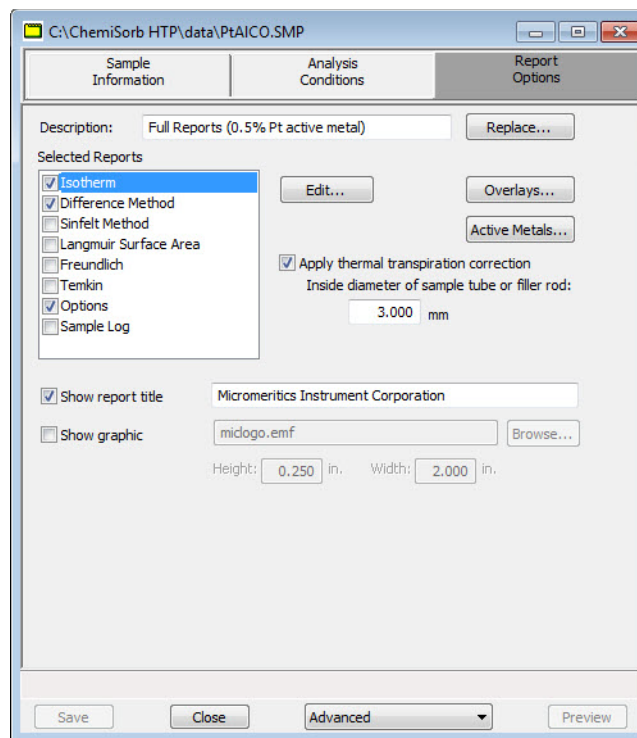 C:\ChemiSorb HTP\data\PtAlCO.SMP
Sample Information
Analysis Conditions
Report Options
Description: Full Reports (0.5% Pt active metal) Replace...
Selected Reports
Isotherm
Difference Method
Sinfelt Method
Langmuir Surface Area
Freundlich
Temkin
Options
Sample Log
Edit...
Overlays...
Active Metals...
Apply thermal transpiration correction
Inside diameter of sample tube or filler rod:
3.000 mm
Show report title Micromeritics Instrument Corporation
Show graphic miclogo.emf Browse...
Height: 0.250 in. Width: 2.000 in.
Save Close Advanced Preview